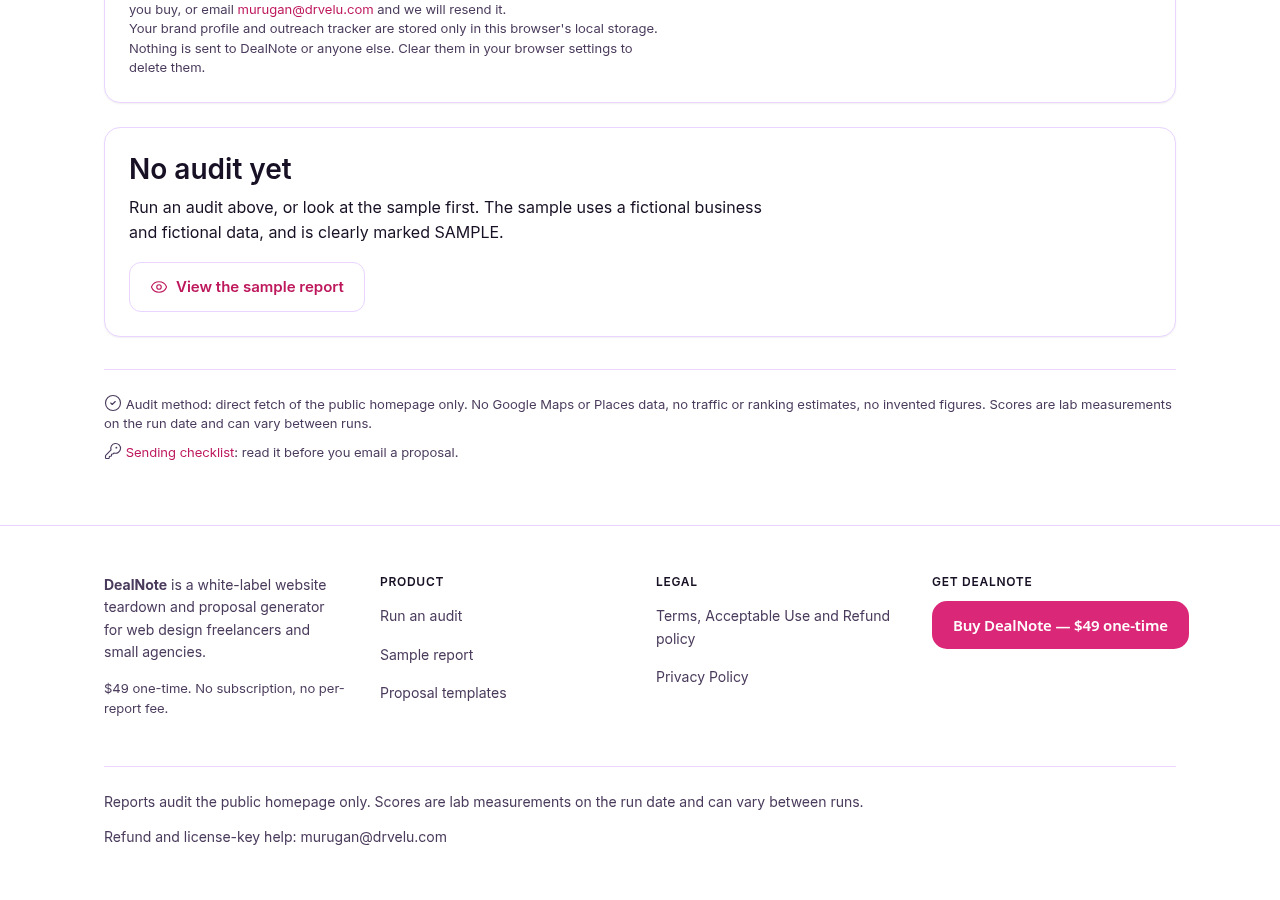 you buy, or email murugan@drvelu.com and we will resend it.
Your brand profile and outreach tracker are stored only in this browser's local storage.
Nothing is sent to DealNote or anyone else. Clear them in your browser settings to
delete them.
No audit yet
Run an audit above, or look at the sample first. The sample uses a fictional business
and fictional data, and is clearly marked SAMPLE.
View the sample report
Audit method: direct fetch of the public homepage only. No Google Maps or Places data, no traffic or ranking estimates, no invented figures. Scores are lab measurements
on the run date and can vary between runs.
Sending checklist: read it before you email a proposal.
DealNote is a white-label website
teardown and proposal generator
for web design freelancers and
small agencies.
$49 one-time. No subscription, no per-
report fee.
PRODUCT
Run an audit
Sample report
Proposal templates
LEGAL
Terms, Acceptable Use and Refund
policy
Privacy Policy
GET DEALNOTE
Buy DealNote — $49 one-time
Reports audit the public homepage only. Scores are lab measurements on the run date and can vary between runs.
Refund and license-key help: murugan@drvelu.com